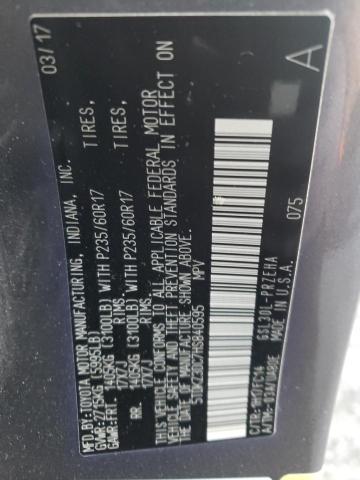 03/17
MFD BY:TOYOTA MOTOR MANUFACTURING, INDIANA, INC.
GVWR:2715KG (5995LB)
GAWR:FRT. 1405KG (3100LB) WITH P235/60R17 TIRES,
17X7J
RR. 1405KG (3100LB) WITH P235/60R17 TIRES,
17X7J
THIS VEHICLE CONFORMS TO ALL APPLICABLE FEDERAL MOTOR
VEHICLE SAFETY AND THEFT PREVENTION STANDARDS IN EFFECT ON
THE DATE OF MANUFACTURE SHOWN ABOVE.
MPV
A
075
GSL30L-PRZEHA
MADE IN U.S.A.